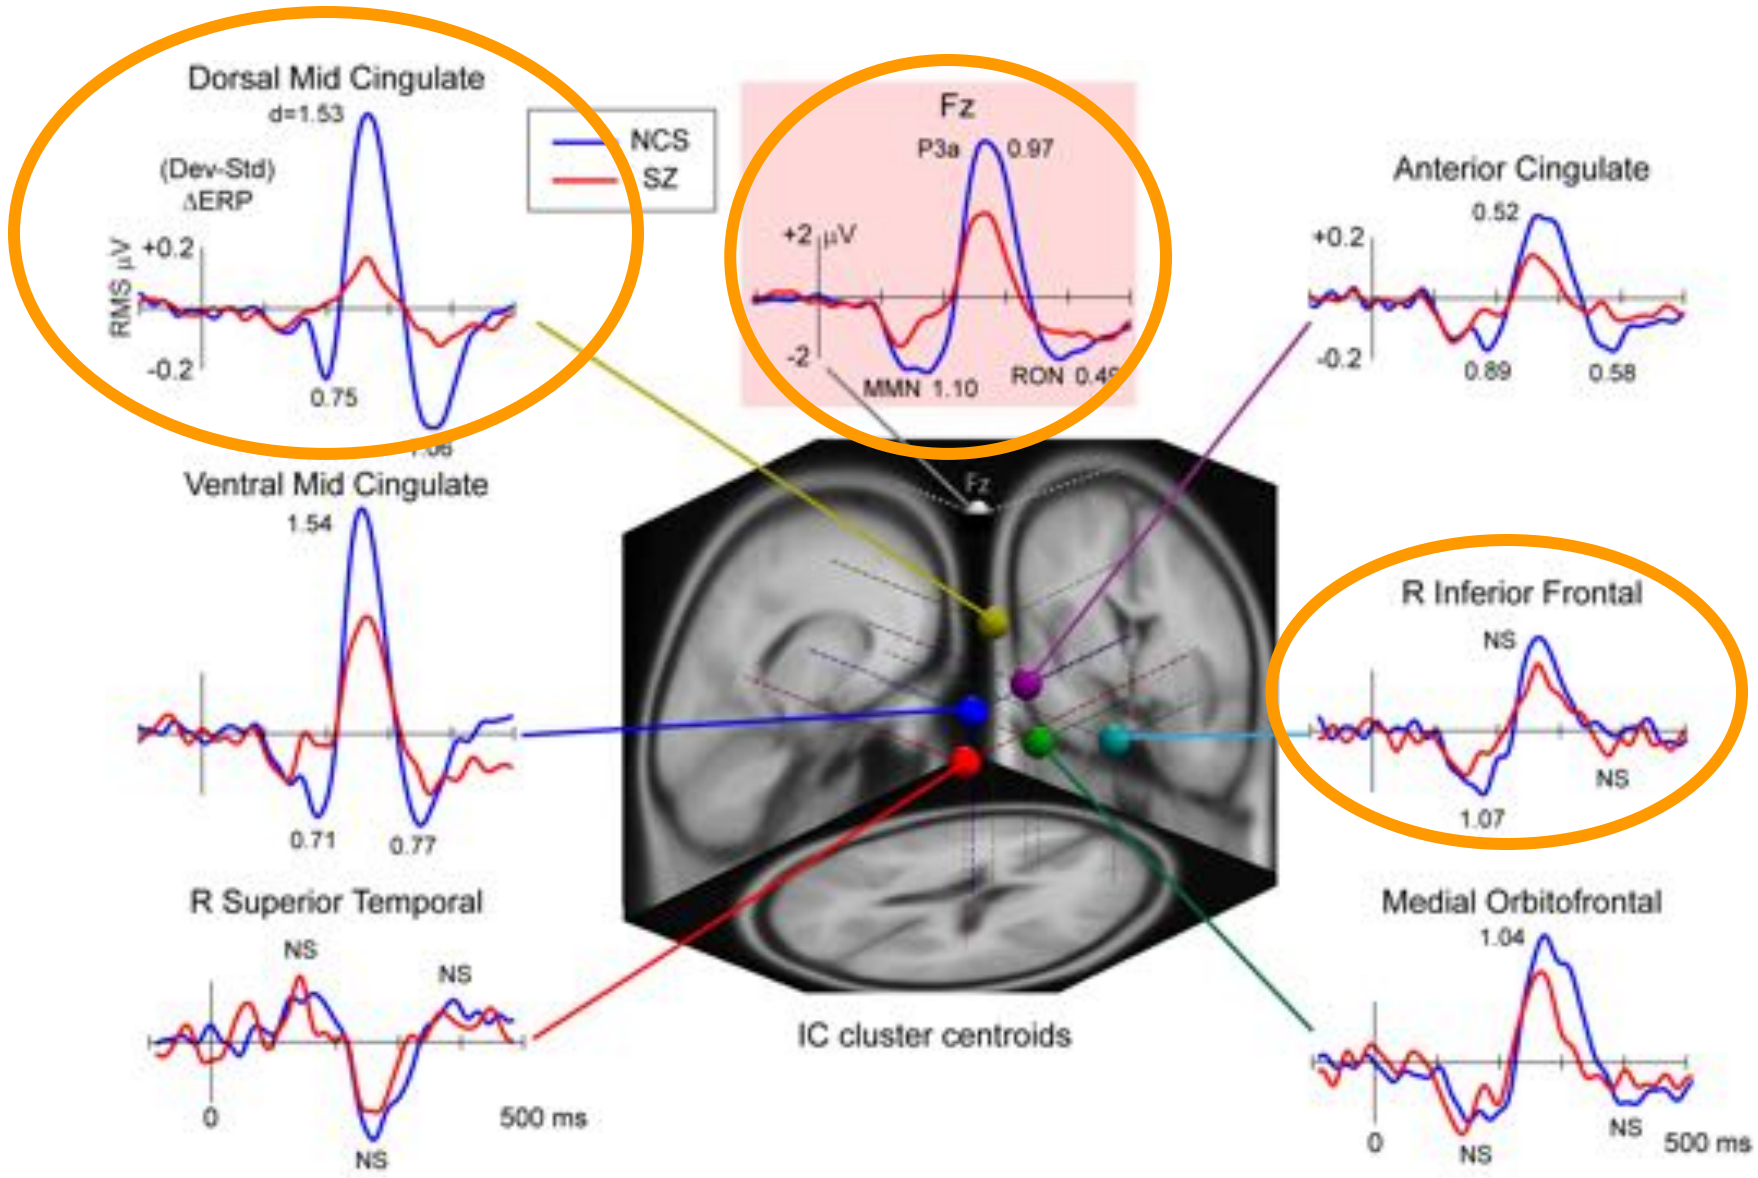 Dorsal Mid Cingulate
d=1.53
(Dev-Std)
ΔERP
+0.2
RMS μV
-0.2
0.75
1.06
NCS
SZ
Fz
P3a
0.97
+2 μV
-2
MMN 1.10
RON 0.49
Anterior Cingulate
0.52
+0.2
-0.2
0.89
0.58
Ventral Mid Cingulate
1.54
0.71
0.77
Fz
R Inferior Frontal
NS
NS
1.07
R Superior Temporal
NS
NS
NS
0
500 ms
IC cluster centroids
Medial Orbitofrontal
1.04
NS
NS
0
500 ms